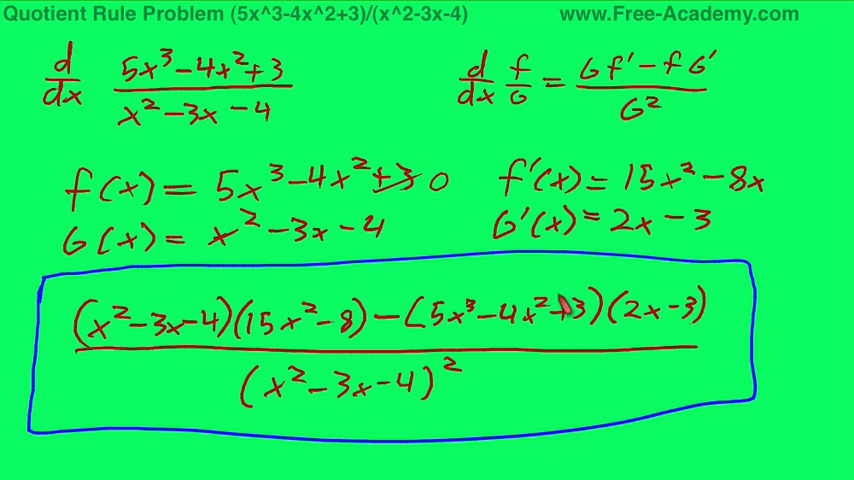 Quotient Rule Problem (5x^3-4x^2+3)/(x^2-3x-4) www.Free-Academy.com
d/dx (5x³-4x²+3)/(x²-3x-4) d/dx f/G = (Gf'-fG')/G²
f(x) = 5x³-4x²+3 0 f'(x) = 15x²-8x
G(x) = x²-3x-4 G'(x) = 2x-3
(x²-3x-4)(15x²-8)-(5x³-4x²+3)(2x-3)
(x²-3x-4)²